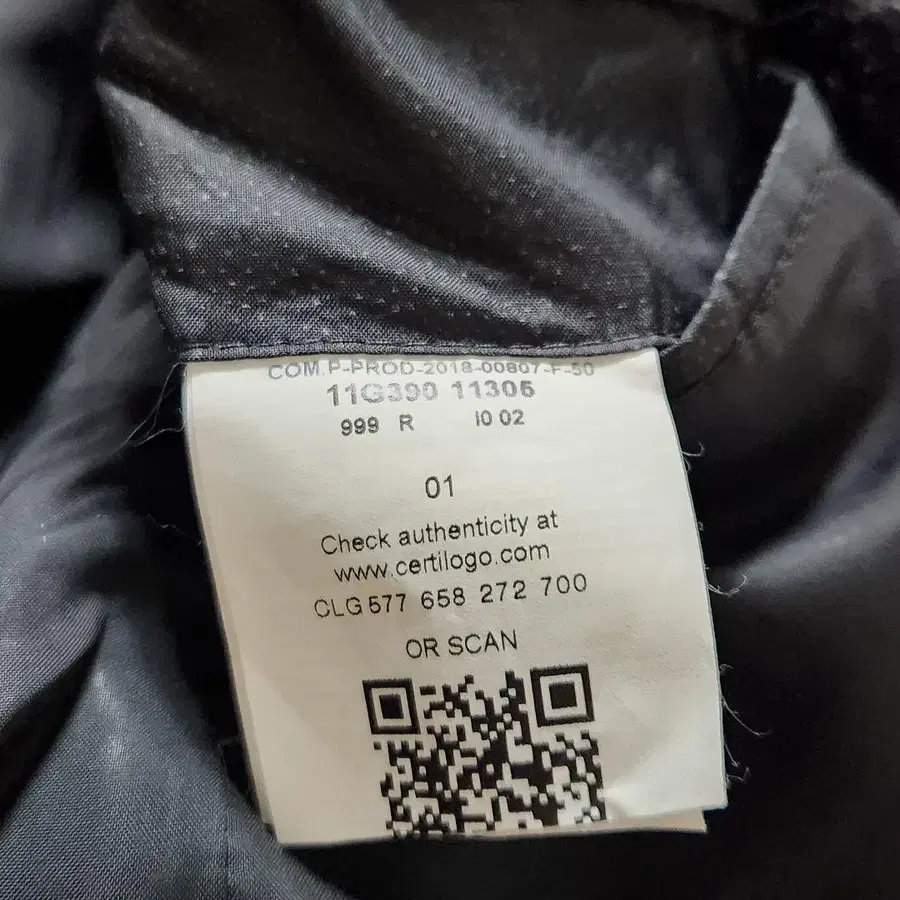 COM.P-PROD-2018-00807-F-50
11G390 11305
999 R I0 02
01
Check authenticity at
www.certilogo.com
CLG 577 658 272 700
OR SCAN